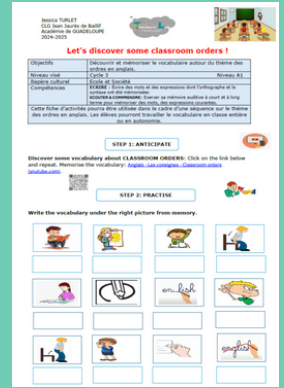 Jessica TURLET
CLG Jean Jaurès de Baillif
Académie de GUADELOUPE
2024-2025
Let's discover some classroom orders !
Objectifs Découvrir et mémoriser le vocabulaire autour du thème des
ordres en anglais.
Niveau visé Cycle 3 Niveau A1
Repère culturel Ecole et Société
Compétences ECRIRE : Ecrire des mots et des expressions dont l'orthographe et la
syntaxe ont été mémorisées
ECOUTER & COMPRENDRE: Exercer sa mémoire auditive à court et à long
terme pour mémoriser des mots, des expressions courantes.
Cette fiche d'activités pourra être utilisée dans le cadre d'une séquence sur le thème
des ordres en anglais. Les élèves pourront travailler le vocabulaire en classe entière
ou en autonomie.
STEP 1: ANTICIPATE
Discover some vocabulary about CLASSROOM ORDERS: Click on the link below
and repeat. Memorise the vocabulary: Anglais - Les consignes - Classroom orders
(youtube.com)
STEP 2: PRACTISE
Write the vocabulary under the right picture from memory.
english